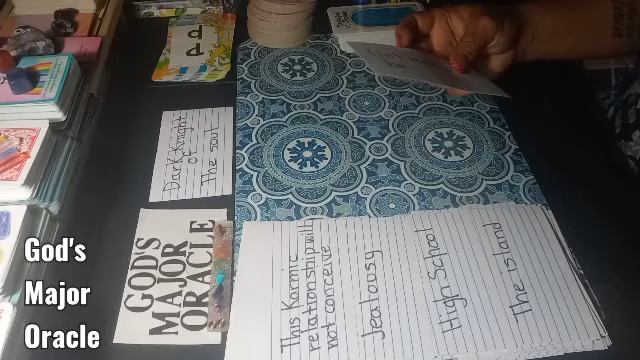 Dark Knight
of
The soul
GOD'S
MAJOR
ORACLE
This Karmic
relationship will
not conceive
Jealousy
High School
The island
God's
Major
Oracle